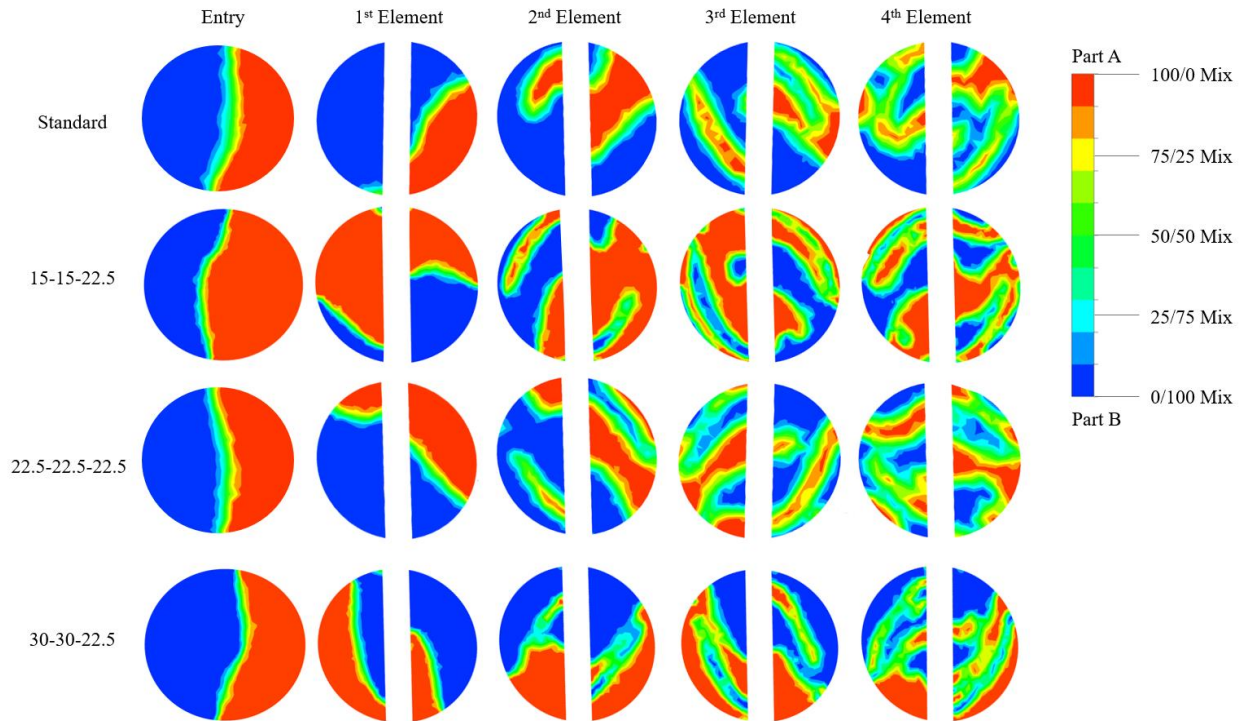 Entry
1st Element
2nd Element
3rd Element
4th Element
Standard
15-15-22.5
22.5-22.5-22.5
30-30-22.5
Part A
100/0 Mix
75/25 Mix
50/50 Mix
25/75 Mix
0/100 Mix
Part B